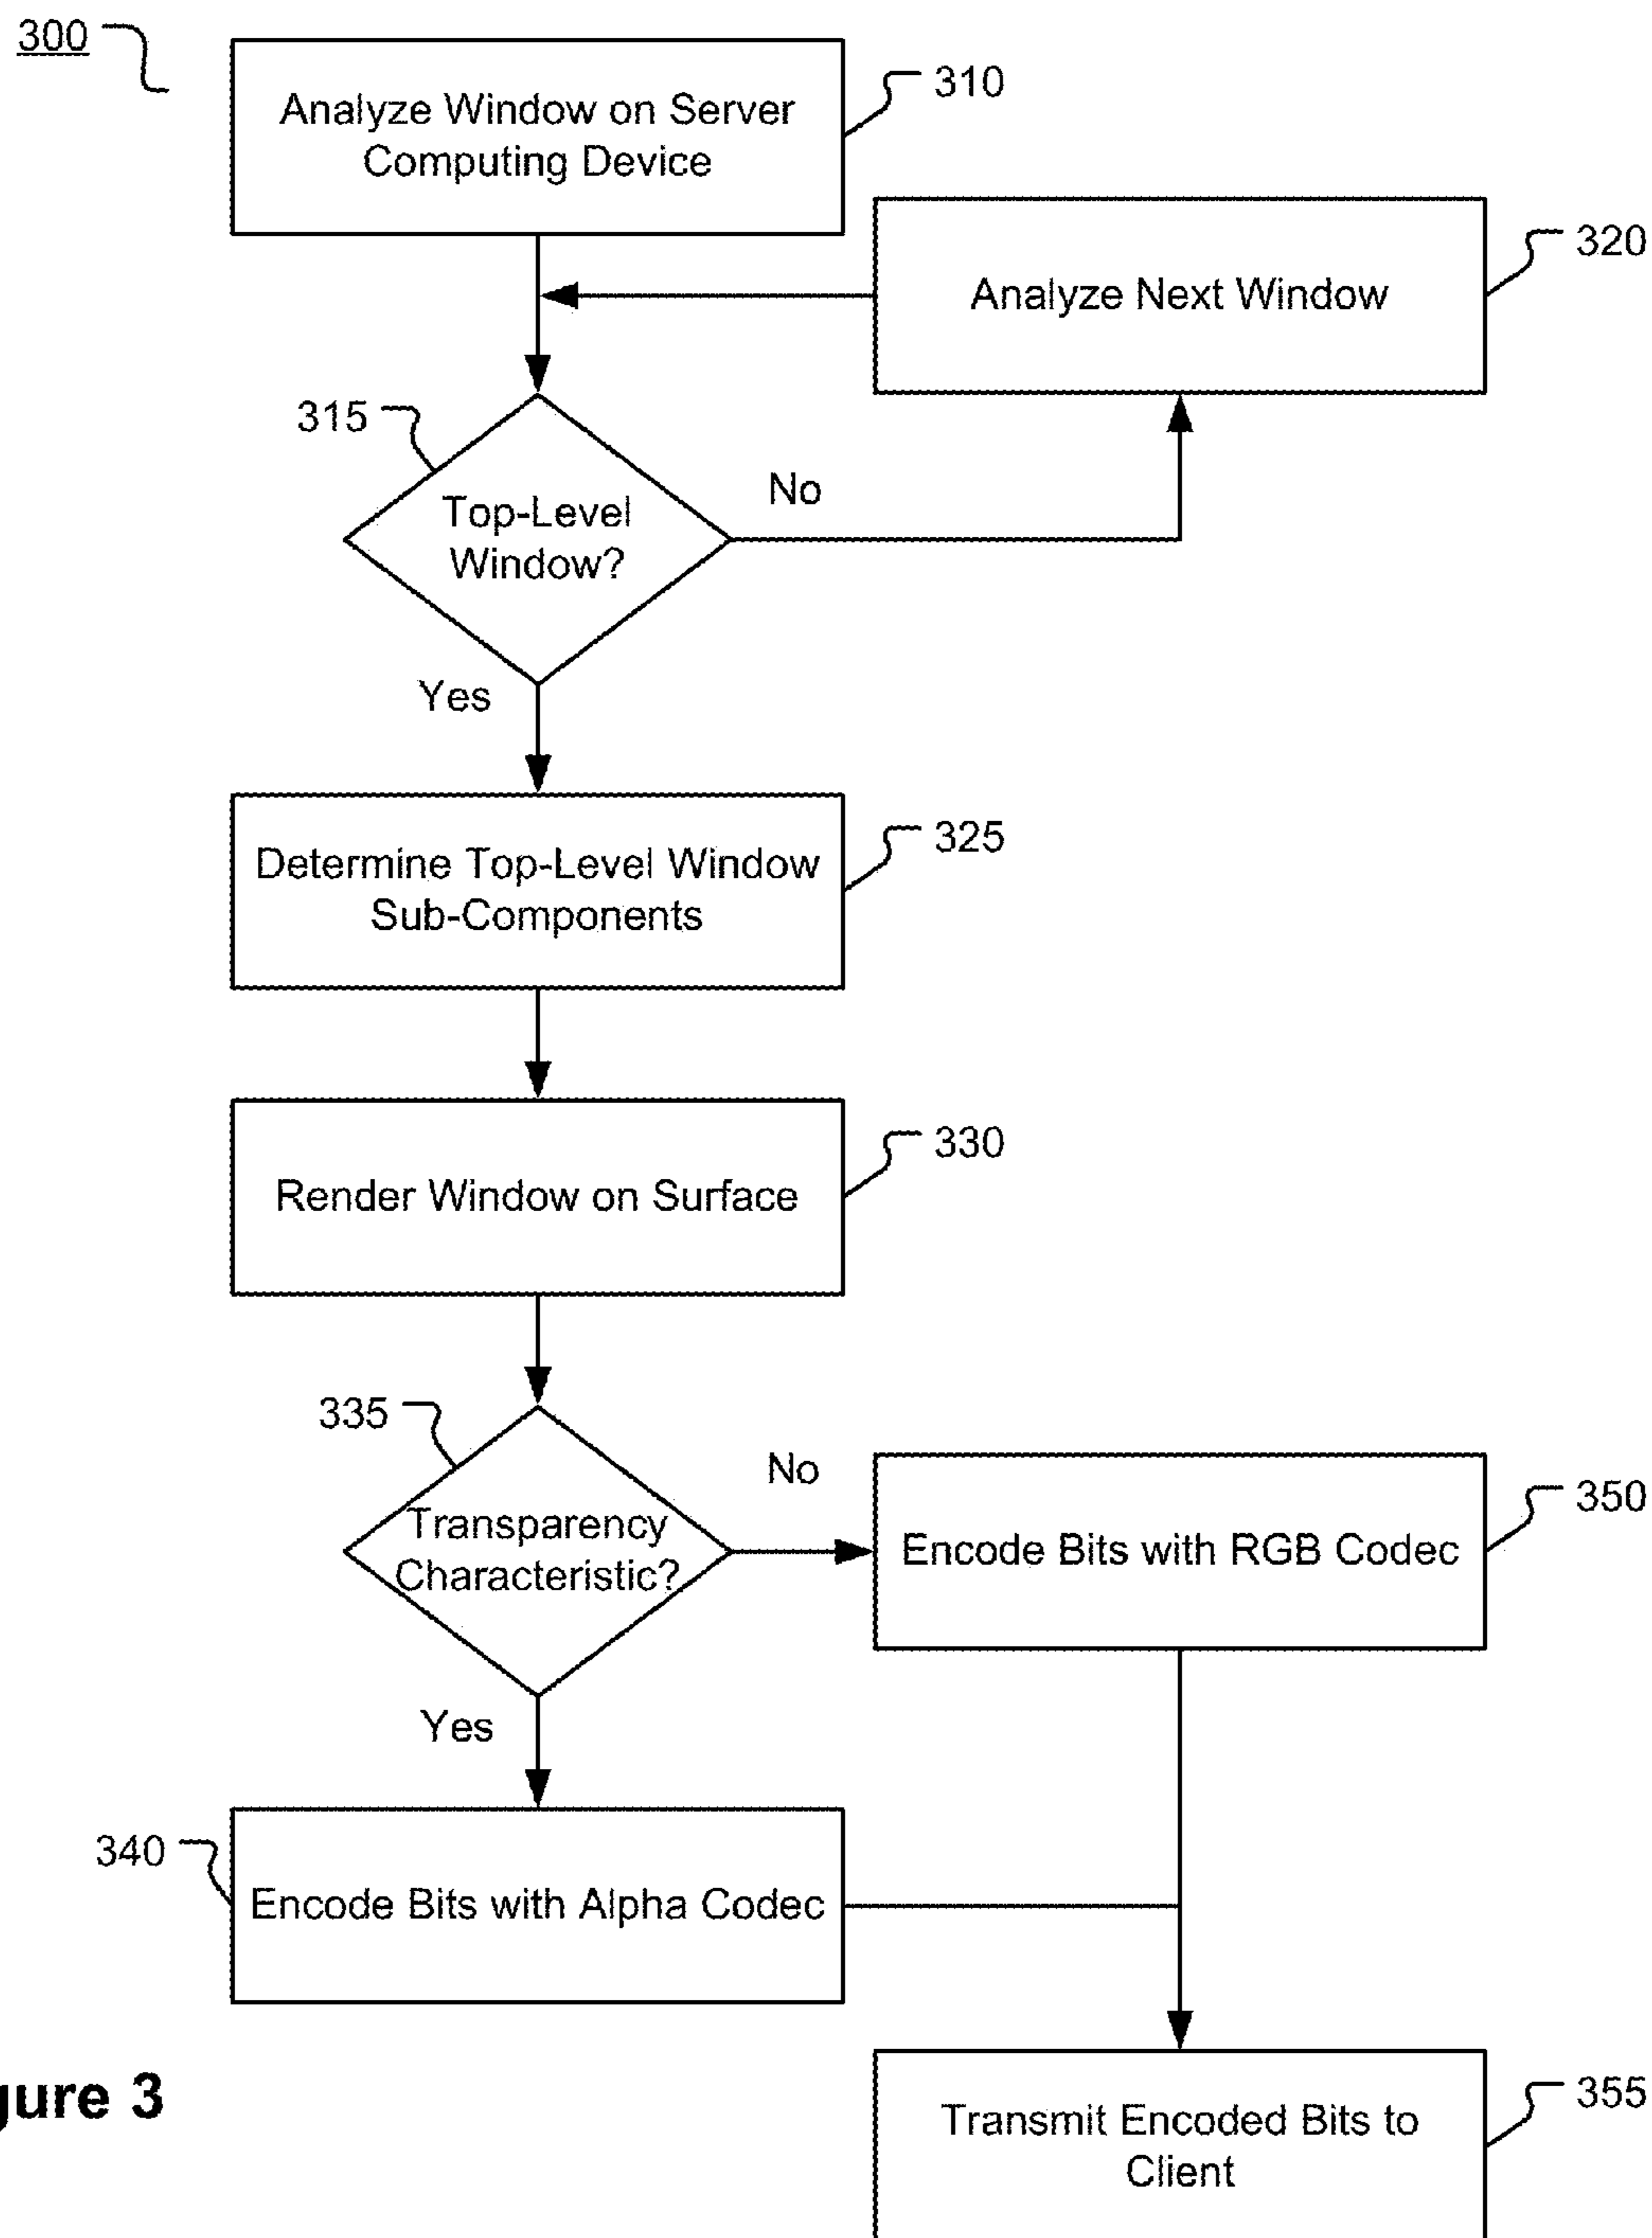 300
Analyze Window on Server
Computing Device
310
Analyze Next Window
320
315
Top-Level
Window?
No
Yes
Determine Top-Level Window
Sub-Components
325
Render Window on Surface
330
335
Transparency
Characteristic?
No
Encode Bits with RGB Codec
350
Yes
340
Encode Bits with Alpha Codec
gure 3
Transmit Encoded Bits to
Client
355